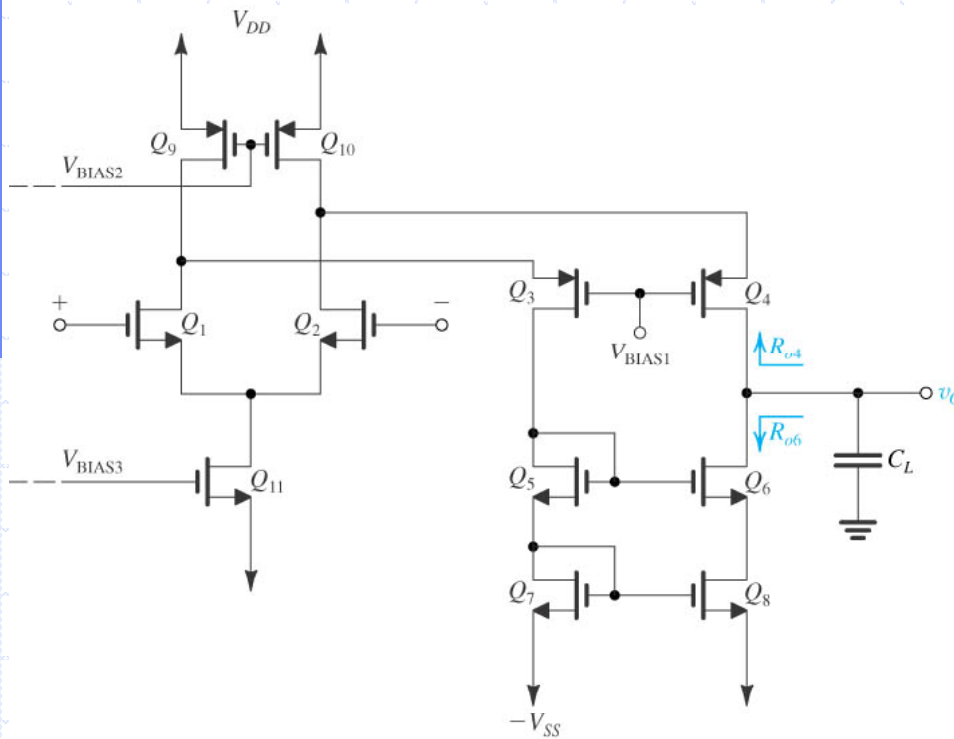 V_DD
Q_9
Q_10
V_BIAS2
Q_3
Q_4
+
−
Q_1
Q_2
V_BIAS1
R_o4
R_o6
V_BIAS3
Q_11
Q_5
Q_6
C_L
Q_7
Q_8
−V_SS